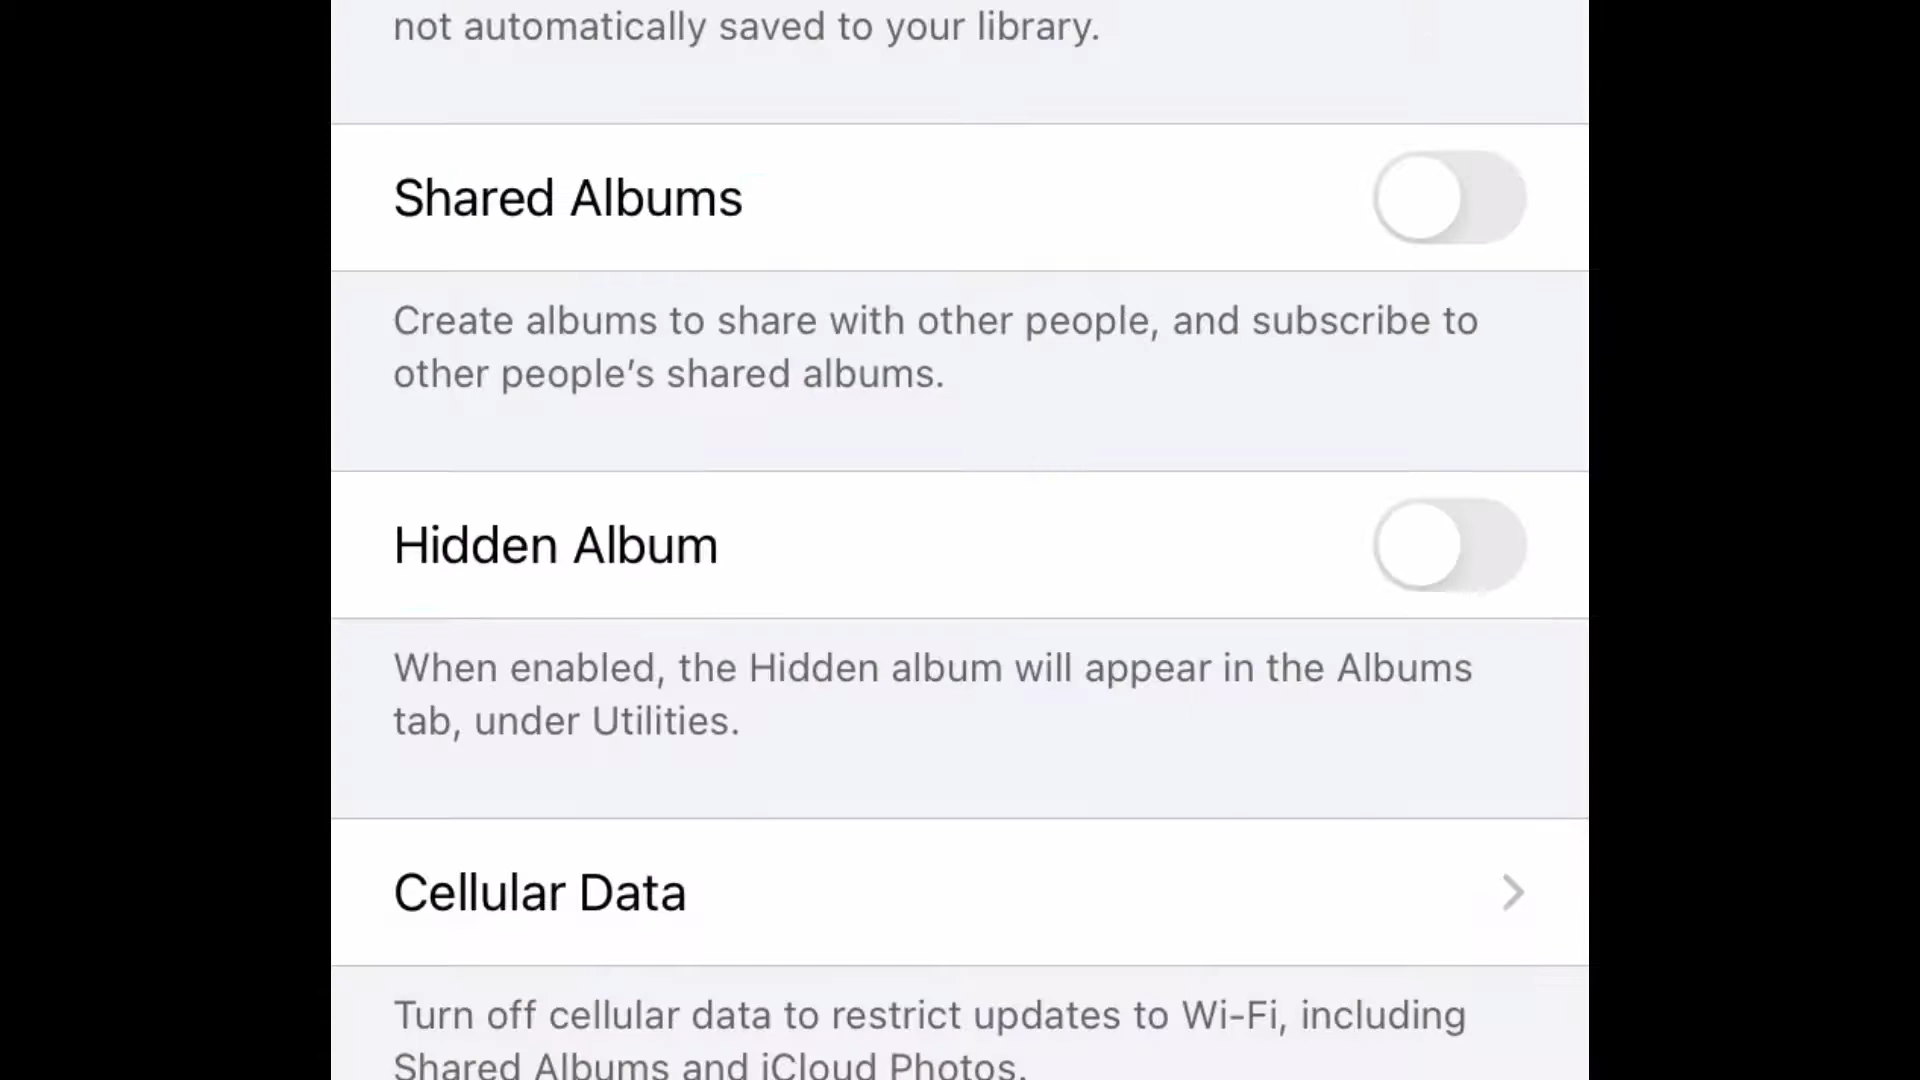 not automatically saved to your library.
Shared Albums
Create albums to share with other people, and subscribe to
other people’s shared albums.
Hidden Album
When enabled, the Hidden album will appear in the Albums
tab, under Utilities.
Cellular Data
Turn off cellular data to restrict updates to Wi-Fi, including
Shared Albums and iCloud Photos.